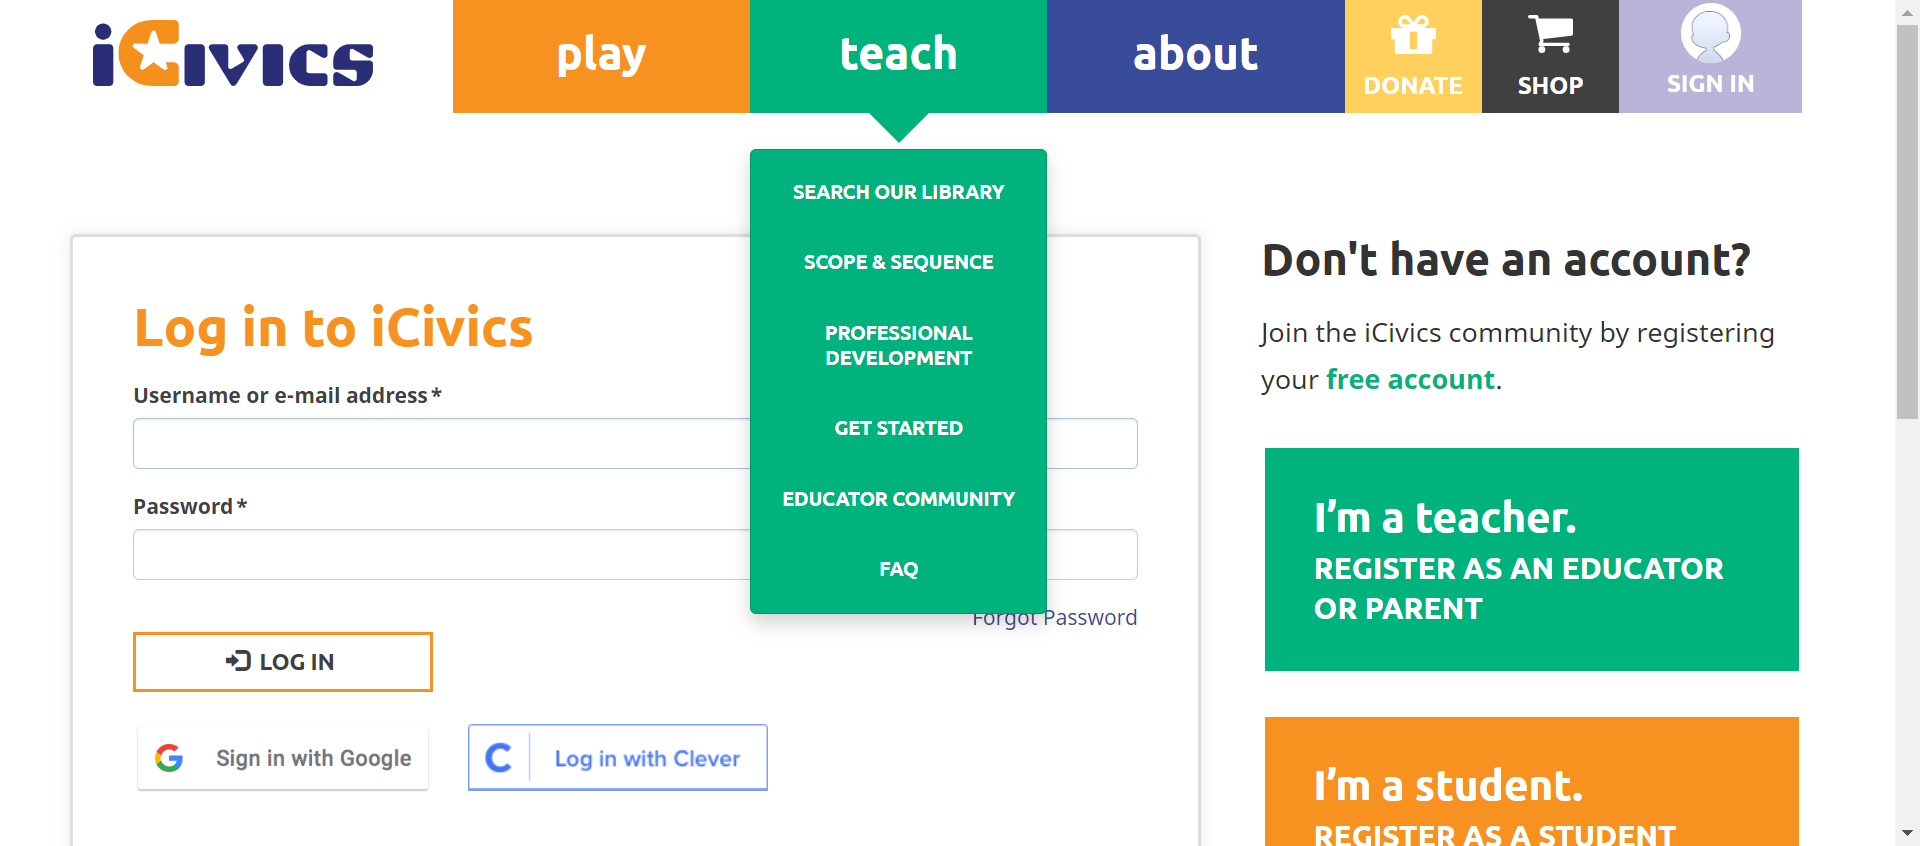 iCivics
play
teach
about
DONATE
SHOP
SIGN IN
SEARCH OUR LIBRARY
SCOPE & SEQUENCE
PROFESSIONAL
DEVELOPMENT
GET STARTED
EDUCATOR COMMUNITY
FAQ
Log in to iCivics
Username or e-mail address*
Password*
Forgot Password
LOG IN
Sign in with Google
Log in with Clever
Don't have an account?
Join the iCivics community by registering
your free account.
I’m a teacher.
REGISTER AS AN EDUCATOR
OR PARENT
I’m a student.
REGISTER AS A STUDENT